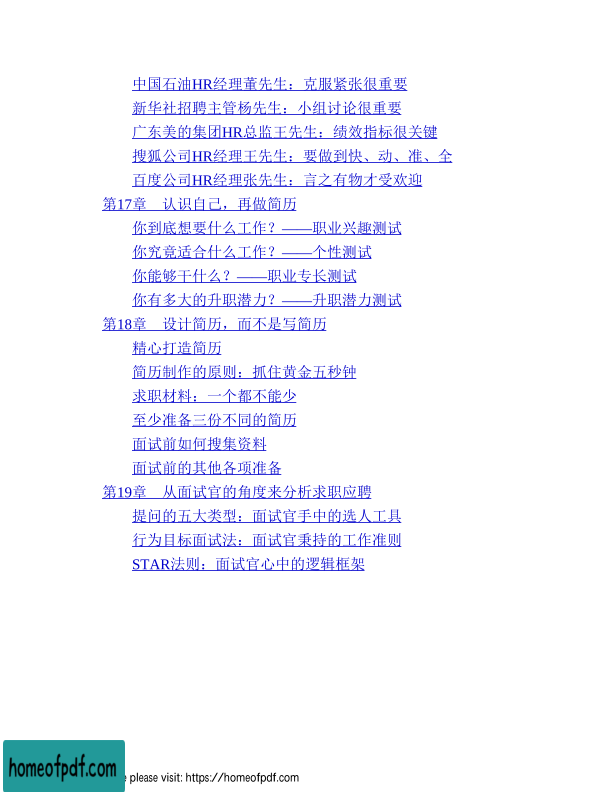 中国石油HR经理董先生：克服紧张很重要
新华社招聘主管杨先生：小组讨论很重要
广东美的集团HR总监王先生：绩效指标很关键
搜狐公司HR经理王先生：要做到快、动、准、全
百度公司HR经理张先生：言之有物才受欢迎
第17章　认识自己，再做简历
你到底想要什么工作？——职业兴趣测试
你究竟适合什么工作？——个性测试
你能够干什么？——职业专长测试
你有多大的升职潜力？——升职潜力测试
第18章　设计简历，而不是写简历
精心打造简历
简历制作的原则：抓住黄金五秒钟
求职材料：一个都不能少
至少准备三份不同的简历
面试前如何搜集资料
面试前的其他各项准备
第19章　从面试官的角度来分析求职应聘
提问的五大类型：面试官手中的选人工具
行为目标面试法：面试官秉持的工作准则
STAR法则：面试官心中的逻辑框架
homeofpdf.com
please visit: https://homeofpdf.com